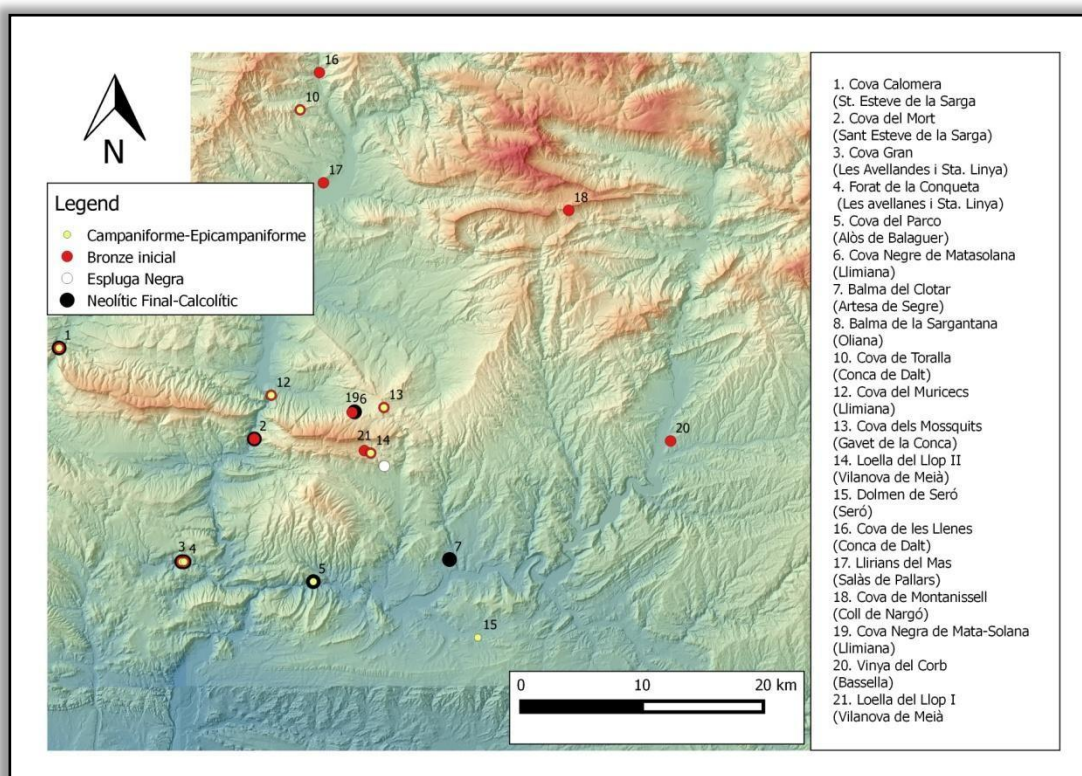 16
10
17
18
N
Legend
Campaniforme-Epicampaniforme
Bronze inicial
Espluga Negra
Neolític Final-Calcolític
1
12
196
13
2
21
14
20
3 4
7
5
15
0 10 20 km
1. Cova Calomera
(St. Esteve de la Sarga
2. Cova del Mort
(Sant Esteve de la Sarga)
3. Cova Gran
(Les Avellandes i Sta. Linya)
4. Forat de la Conqueta
(Les avellanes i Sta. Linya)
5. Cova del Parco
(Alòs de Balaguer)
6. Cova Negre de Matasolana
(Llimiana)
7. Balma del Clotar
(Artesa de Segre)
8. Balma de la Sargantana
(Oliana)
10. Cova de Toralla
(Conca de Dalt)
12. Cova del Muricecs
(Llimiana)
13. Cova dels Mossquits
(Gavet de la Conca)
14. Loella del Llop II
(Vilanova de Meià)
15. Dolmen de Seró
(Seró)
16. Cova de les Llenes
(Conca de Dalt)
17. Llirians del Mas
(Salàs de Pallars)
18. Cova de Montanissell
(Coll de Nargó)
19. Cova Negra de Mata-Solana
(Llimiana)
20. Vinya del Corb
(Bassella)
21. Loella del Llop I
(Vilanova de Meià